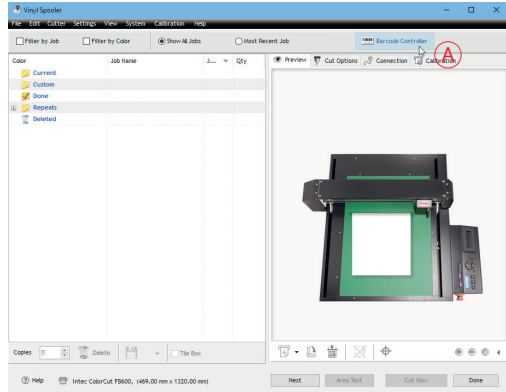 Vinyl Spooler
File Edit Cutter Settings View System Calibration Help
Filter by Job Filter by Color Show All Jobs Most Recent Job Barcode Controller
A
Color Job Name J... Qty
Preview Cut Options Connection Calibration
Current
Custom
Done
Repeats
Deleted
Copies 0 Delete Tile Box
Help Intec ColorCut FB600, (469.00 mm x 1320.00 mm)
Nest Area Test Cut Now Done